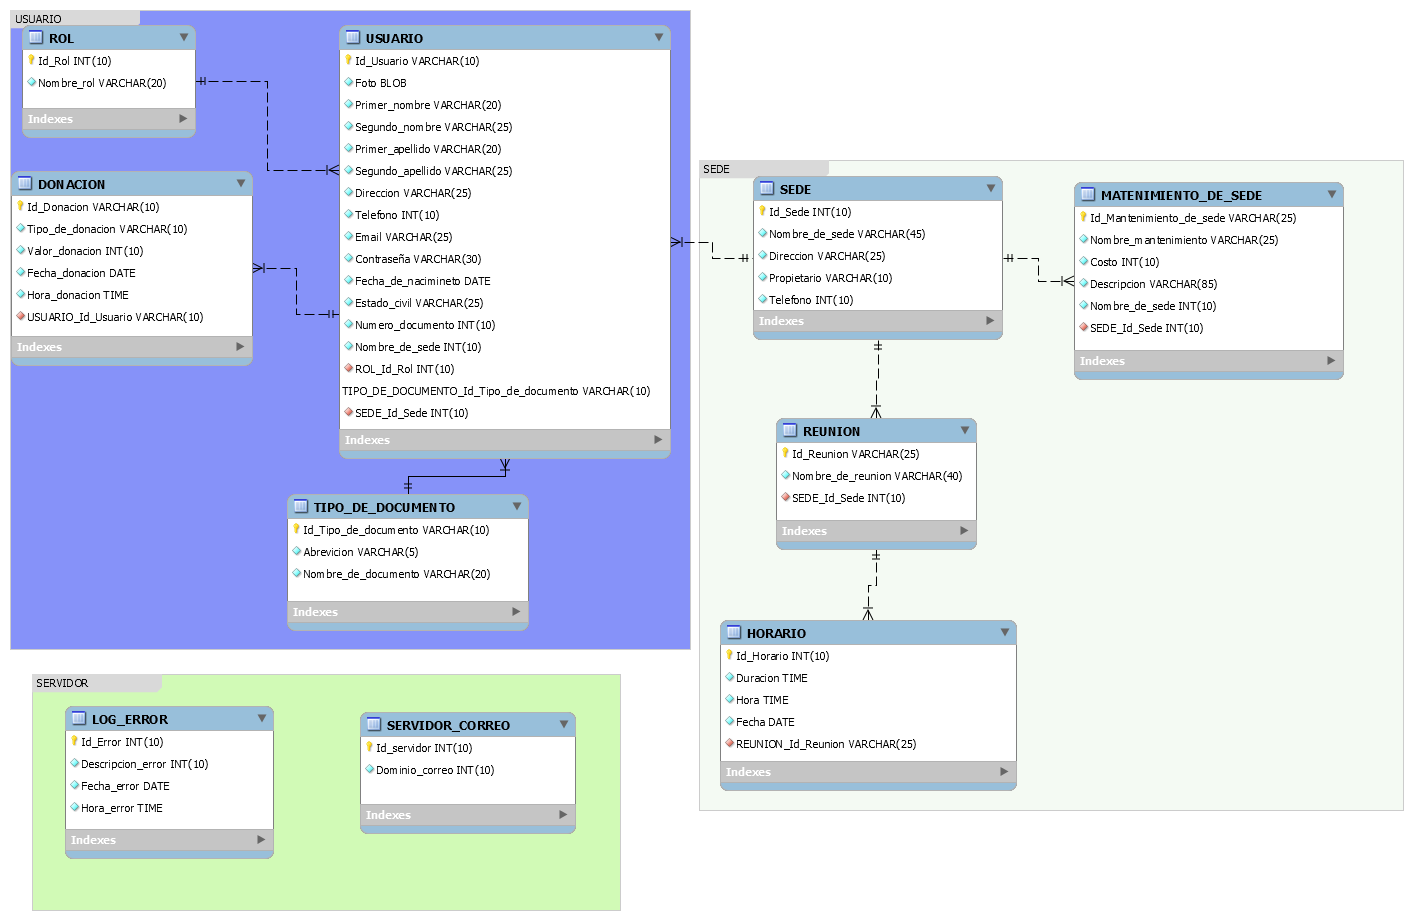 USUARIO
ROL
Id_Rol INT(10)
Nombre_rol VARCHAR(20)
Indexes
DONACION
Id_Donacion VARCHAR(10)
Tipo_de_donacion VARCHAR(10)
Valor_donacion INT(10)
Fecha_donacion DATE
Hora_donacion TIME
USUARIO_Id_Usuario VARCHAR(10)
Indexes
USUARIO
Id_Usuario VARCHAR(10)
Foto BLOB
Primer_nombre VARCHAR(20)
Segundo_nombre VARCHAR(25)
Primer_apellido VARCHAR(20)
Segundo_apellido VARCHAR(25)
Direccion VARCHAR(25)
Telefono INT(10)
Email VARCHAR(25)
Contraseña VARCHAR(30)
Fecha_de_nacimineto DATE
Estado_civil VARCHAR(25)
Numero_documento INT(10)
Nombre_de_sede INT(10)
ROL_Id_Rol INT(10)
TIPO_DE_DOCUMENTO_Id_Tipo_de_documento VARCHAR(10)
SEDE_Id_Sede INT(10)
Indexes
TIPO_DE_DOCUMENTO
Id_Tipo_de_documento VARCHAR(10)
Abrevicion VARCHAR(5)
Nombre_de_documento VARCHAR(20)
Indexes
SEDE
SEDE
Id_Sede INT(10)
Nombre_de_sede VARCHAR(45)
Direccion VARCHAR(25)
Propietario VARCHAR(10)
Telefono INT(10)
Indexes
MATENIMIENTO_DE_SEDE
Id_Mantenimiento_de_sede VARCHAR(25)
Nombre_mantenimiento VARCHAR(25)
Costo INT(10)
Descripcion VARCHAR(85)
Nombre_de_sede INT(10)
SEDE_Id_Sede INT(10)
Indexes
REUNION
Id_Reunion VARCHAR(25)
Nombre_de_reunion VARCHAR(40)
SEDE_Id_Sede INT(10)
Indexes
HORARIO
Id_Horario INT(10)
Duracion TIME
Hora TIME
Fecha DATE
REUNION_Id_Reunion VARCHAR(25)
Indexes
SERVIDOR
LOG_ERROR
Id_Error INT(10)
Descripcion_error INT(10)
Fecha_error DATE
Hora_error TIME
Indexes
SERVIDOR_CORREO
Id_servidor INT(10)
Dominio_correo INT(10)
Indexes